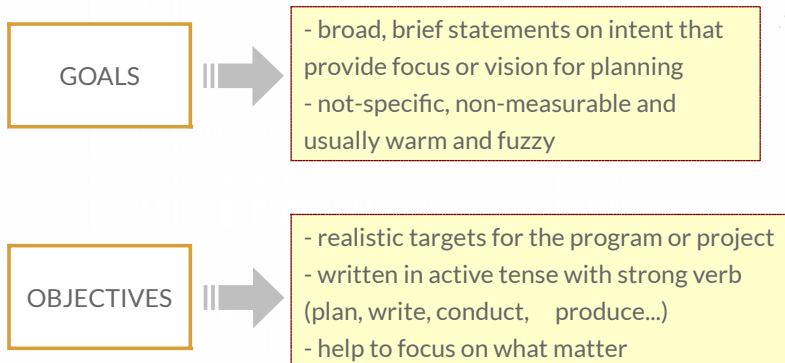 GOALS
- broad, brief statements on intent that
provide focus or vision for planning
- not-specific, non-measurable and
usually warm and fuzzy
OBJECTIVES
- realistic targets for the program or project
- written in active tense with strong verb
(plan, write, conduct, produce...)
- help to focus on what matter